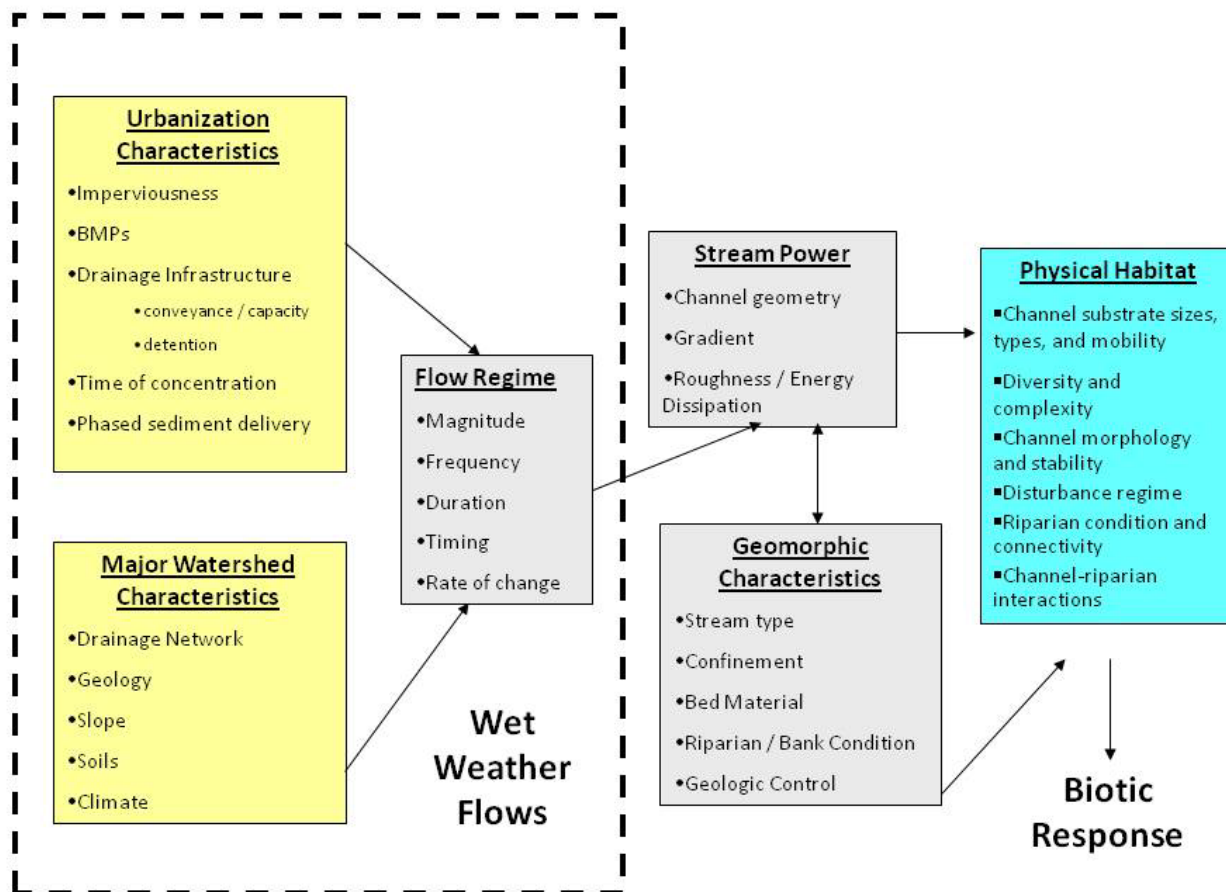 Urbanization
Characteristics
•Imperviousness
•BMPs
•Drainage Infrastructure
• conveyance / capacity
• detention
•Time of concentration
•Phased sediment delivery
Major Watershed
Characteristics
•Drainage Network
•Geology
•Slope
•Soils
•Climate
Flow Regime
•Magnitude
•Frequency
•Duration
•Timing
•Rate of change
Wet
Weather
Flows
Stream Power
•Channel geometry
•Gradient
•Roughness / Energy
Dissipation
Geomorphic
Characteristics
•Stream type
•Confinement
•Bed Material
•Riparian / Bank Condition
•Geologic Control
Physical Habitat
▪Channel substrate sizes,
types, and mobility
▪Diversity and
complexity
▪Channel morphology
and stability
▪Disturbance regime
▪Riparian condition and
connectivity
▪Channel-riparian
interactions
Biotic
Response